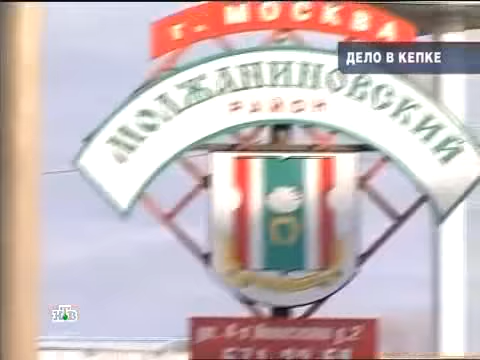 г. МОСКВА
ДЕЛО В КЕПКЕ
МОЛЖАНИНОВСКИЙ
РАЙОН
НТВ